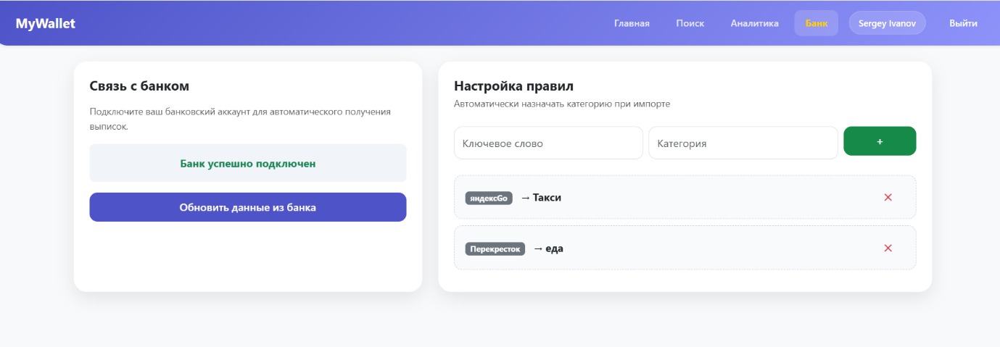 MyWallet
Главная
Поиск
Аналитика
Банк
Sergey Ivanov
Выйти
Связь с банком
Подключите ваш банковский аккаунт для автоматического получения
выписок.
Банк успешно подключен
Обновить данные из банка
Настройка правил
Автоматически назначать категорию при импорте
Ключевое слово
Категория
+
яндексGo → Такси
Перекресток → еда